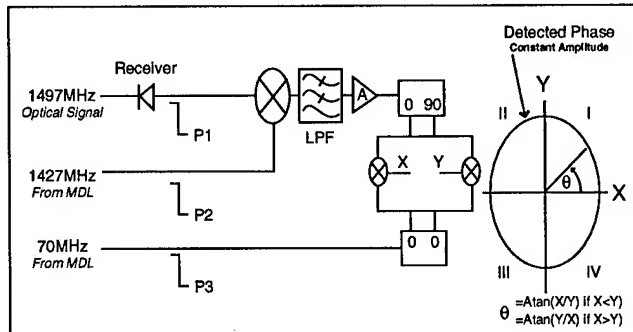 Receiver
1497MHz
Optical Signal
P1
1427MHz
From MDL
P2
70MHz
From MDL
P3
LPF
A
0 90
X Y
0 0
Detected Phase
Constant Amplitude
Y
II I
θ
X
III IV
θ =Atan(X/Y) if X<Y)
=Atan(Y/X) if X>Y)